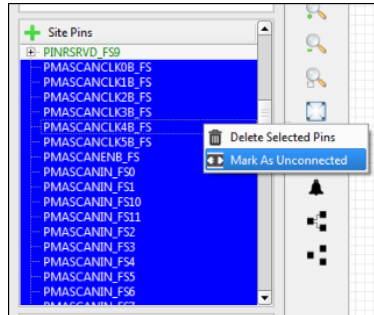 Site Pins
PINRSRVD_FS9
PMASCANCLK0B_FS
PMASCANCLK1B_FS
PMASCANCLK2B_FS
PMASCANCLK3B_FS
PMASCANCLK4B_FS
PMASCANCLK5B_FS
PMASCANENB_FS
PMASCANIN_FS0
PMASCANIN_FS1
PMASCANIN_FS10
PMASCANIN_FS11
PMASCANIN_FS2
PMASCANIN_FS3
PMASCANIN_FS4
PMASCANIN_FS5
PMASCANIN_FS6
Delete Selected Pins
Mark As Unconnected